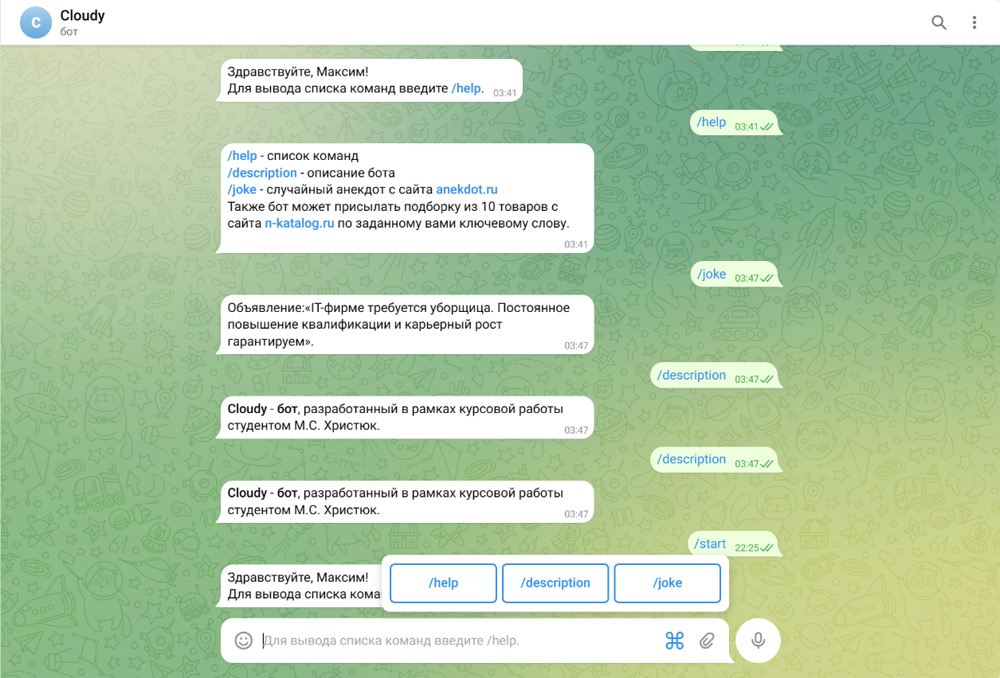 C
Cloudy
бот
Здравствуйте, Максим!
Для вывода списка команд введите /help. 03:41
/help 03:41
/help - список команд
/description - описание бота
/joke - случайный анекдот с сайта anekdot.ru
Также бот может присылать подборку из 10 товаров с
сайта n-katalog.ru по заданному вами ключевому слову.
03:41
/joke 03:47
Объявление:«IT-фирме требуется уборщица. Постоянное
повышение квалификации и карьерный рост
гарантируем».
03:47
/description 03:47
Cloudy - бот, разработанный в рамках курсовой работы
студентом М.С. Христюк.
03:47
/description 03:47
Cloudy - бот, разработанный в рамках курсовой работы
студентом М.С. Христюк.
03:47
/start 22:25
Здравствуйте, Максим!
Для вывода списка кома
/help /description /joke
Для вывода списка команд введите /help.